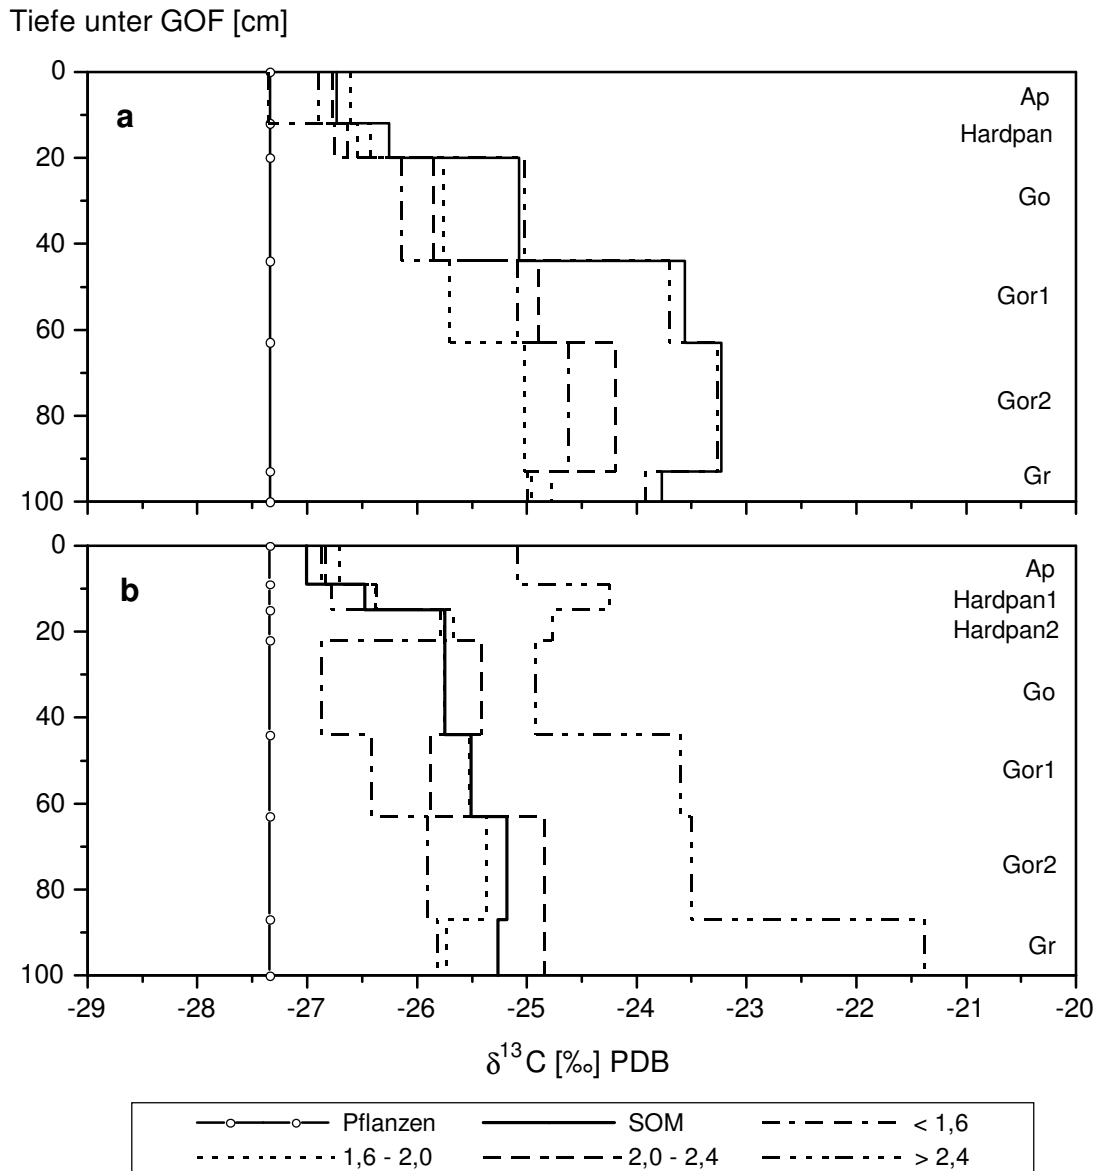 Tiefe unter GOF [cm]
0
a
Ap
Hardpan
20
Go
40
Gor1
60
Gor2
80
Gr
100
0
b
Ap
Hardpan1
20
Hardpan2
Go
40
Gor1
60
Gor2
80
Gr
100
-29 -28 -27 -26 -25 -24 -23 -22 -21 -20
δ¹³C [‰] PDB
Pflanzen SOM < 1,6
1,6 - 2,0 2,0 - 2,4 > 2,4